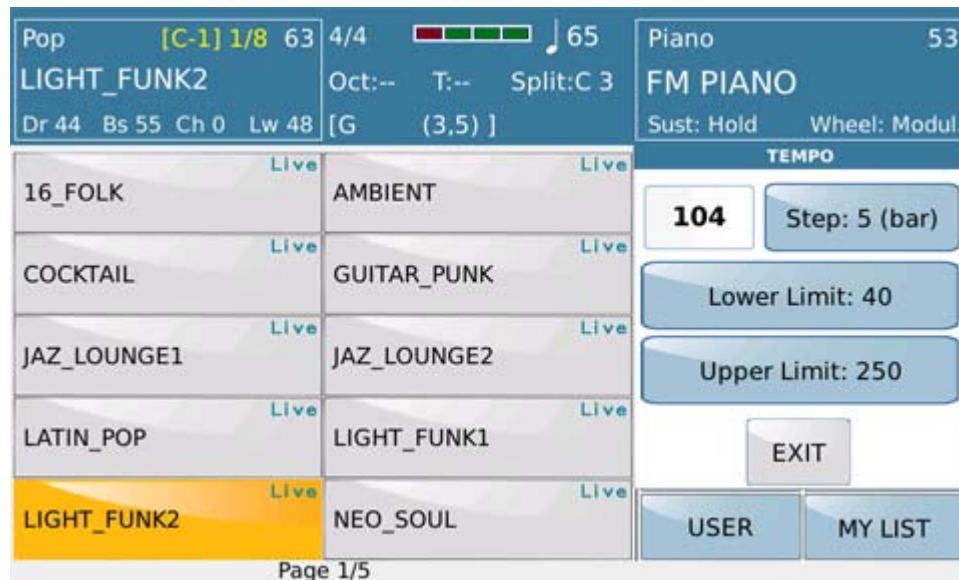 Pop [C-1] 1/8 63
LIGHT_FUNK2
Dr 44 Bs 55 Ch 0 Lw 48
4/4 65
Oct:-- T:-- Split:C 3
[G (3,5) ]
Piano 53
FM PIANO
Sust: Hold Wheel: Modul.
16_FOLK Live
AMBIENT Live
COCKTAIL Live
GUITAR_PUNK Live
JAZ_LOUNGE1 Live
JAZ_LOUNGE2 Live
LATIN_POP Live
LIGHT_FUNK1 Live
LIGHT_FUNK2 Live
NEO_SOUL Live
Page 1/5
TEMPO
104 Step: 5 (bar)
Lower Limit: 40
Upper Limit: 250
EXIT
USER MY LIST